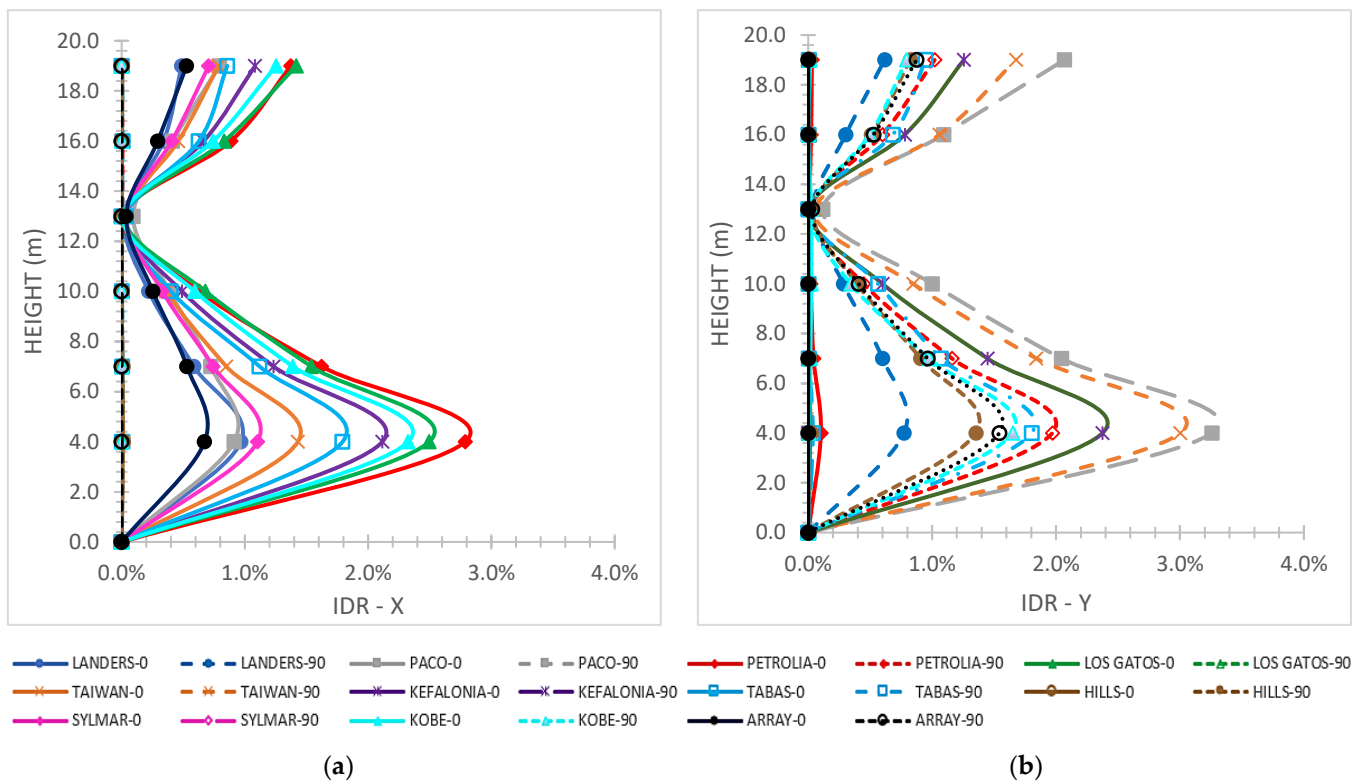 20.0
18.0
16.0
14.0
12.0
10.0
8.0
6.0
4.0
2.0
0.0
HEIGHT (m)
0.0% 1.0% 2.0% 3.0% 4.0%
IDR - X
20.0
18.0
16.0
14.0
12.0
10.0
8.0
6.0
4.0
2.0
0.0
HEIGHT (m)
0.0% 1.0% 2.0% 3.0% 4.0%
IDR - Y
LANDERS-0 LANDERS-90 PACO-0 PACO-90 PETROLIA-0 PETROLIA-90 LOS GATOS-0 LOS GATOS-90
TAIWAN-0 TAIWAN-90 KEFALONIA-0 KEFALONIA-90 TABAS-0 TABAS-90 HILLS-0 HILLS-90
SYLMAR-0 SYLMAR-90 KOBE-0 KOBE-90 ARRAY-0 ARRAY-90
(a) (b)